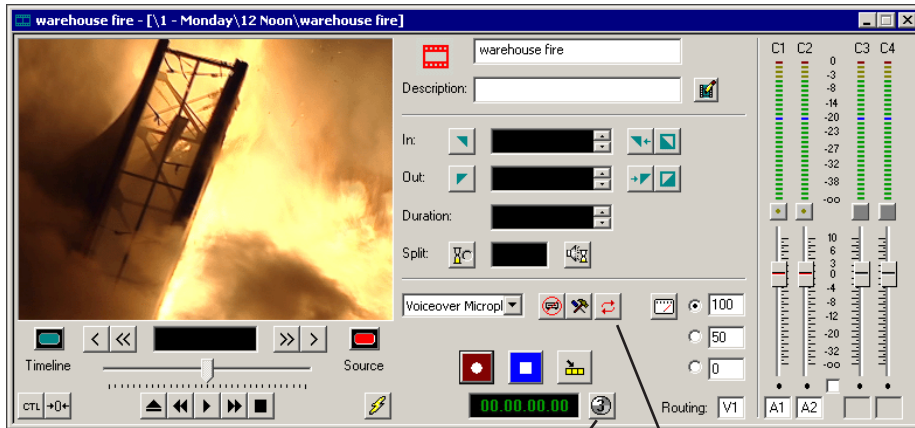 warehouse fire - [\1 - Monday\12 Noon\warehouse fire]
warehouse fire
Description:
In:
Out:
Duration:
Split:
Voiceover Micropl
100
50
0
Timeline
< << >> >
Source
CTL →0←
00.00.00.00
3
Routing: V1
C1 C2 C3 C4
0
-3
-8
-14
-20
-23
-27
-32
-38
-oo
10
6
3
0
-4
-8
-12
-20
-32
-oo
A1 A2